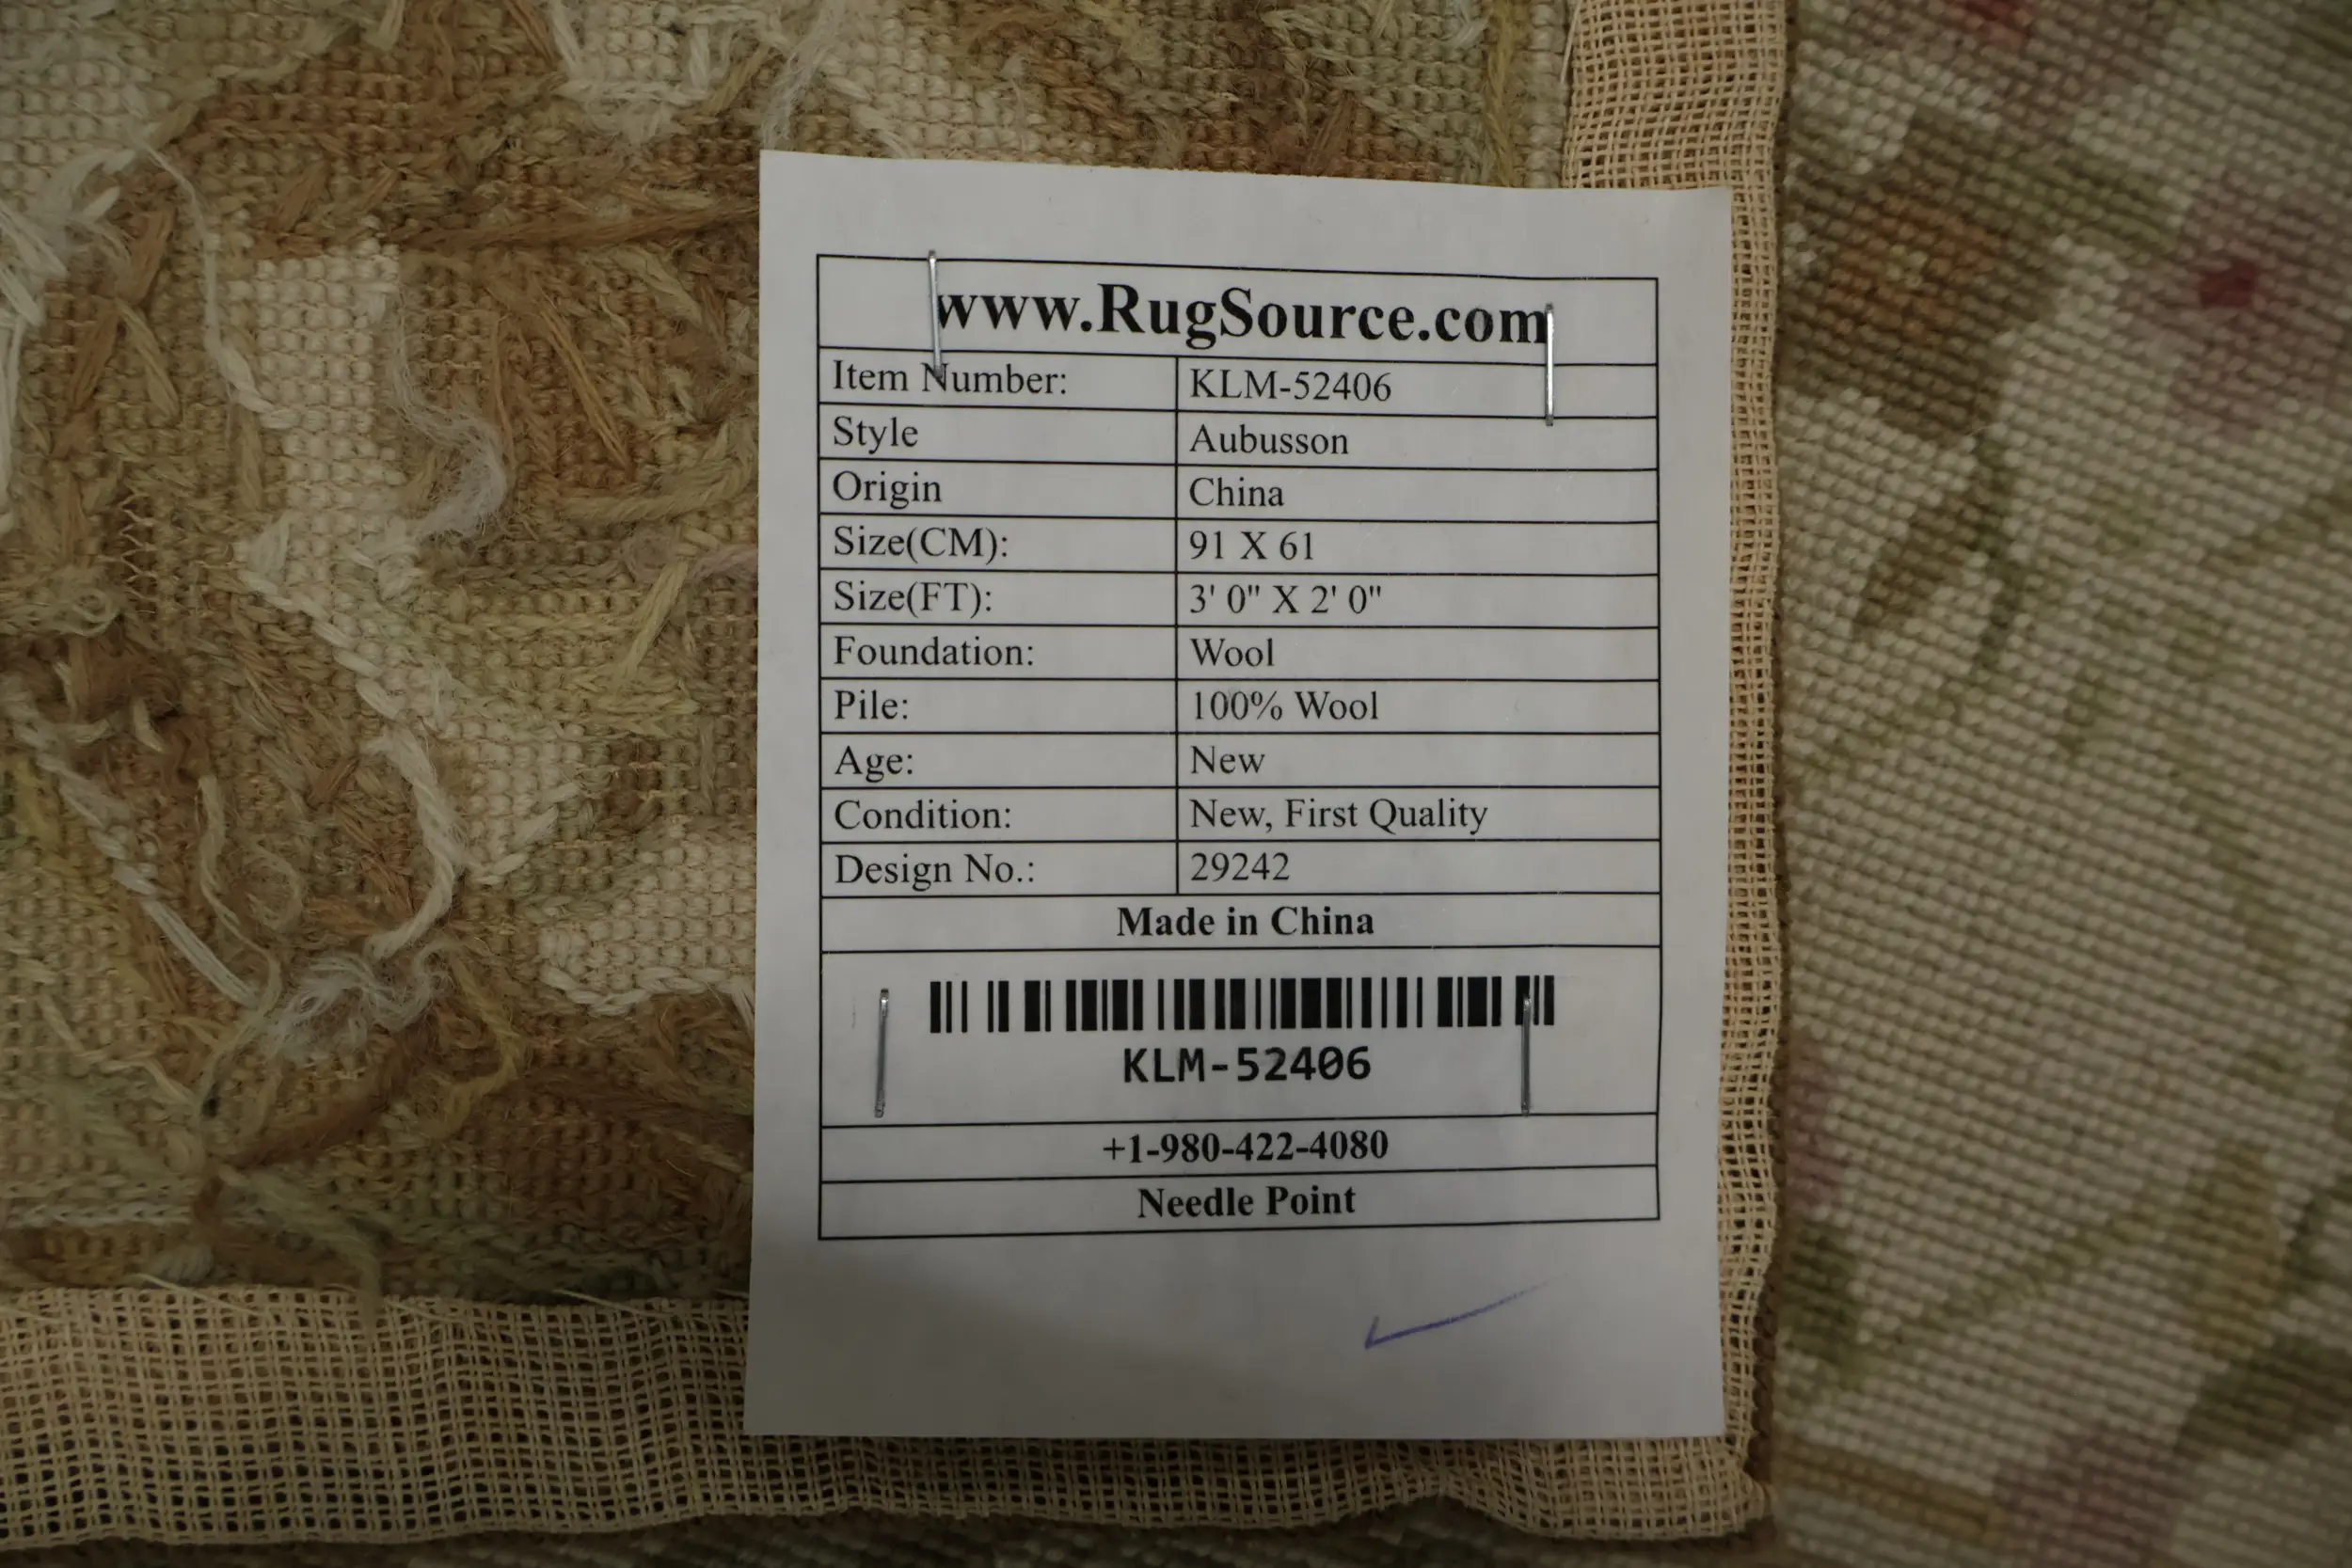 www.RugSource.com
Item Number: KLM-52406
Style Aubusson
Origin China
Size(CM): 91 X 61
Size(FT): 3' 0" X 2' 0"
Foundation: Wool
Pile: 100% Wool
Age: New
Condition: New, First Quality
Design No.: 29242
Made in China
KLM-52406
+1-980-422-4080
Needle Point